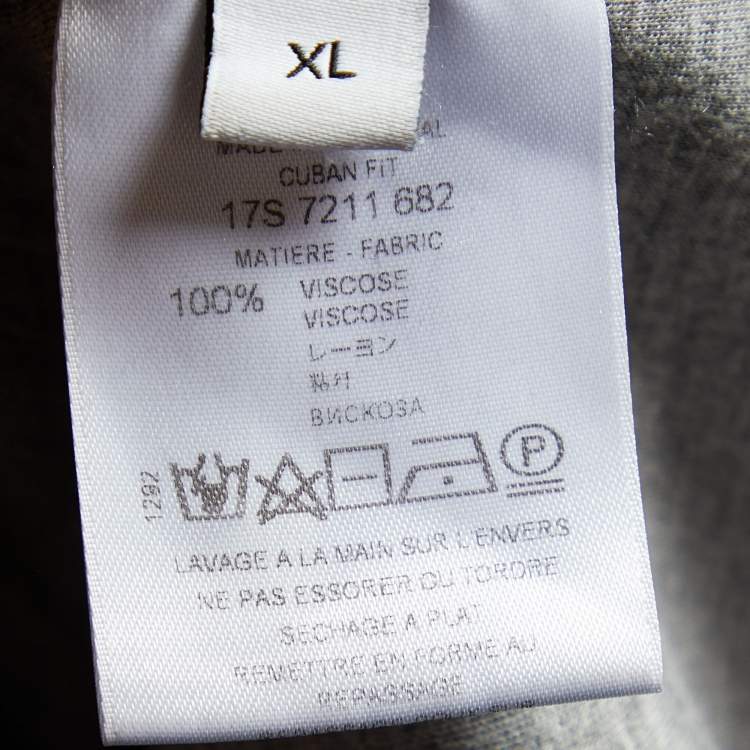 XL
MADE
CUBAN FIT
17S 7211 682
MATIERE - FABRIC
100% VISCOSE
VISCOSE
レーヨン
ВИСКОЗА
P
1292
LAVAGE A LA MAIN SUR L'ENVERS
NE PAS ESSORER OU TORDRE
SECHAGE A PLAT
REMETTRE EN FORME AU
REPASSAGE